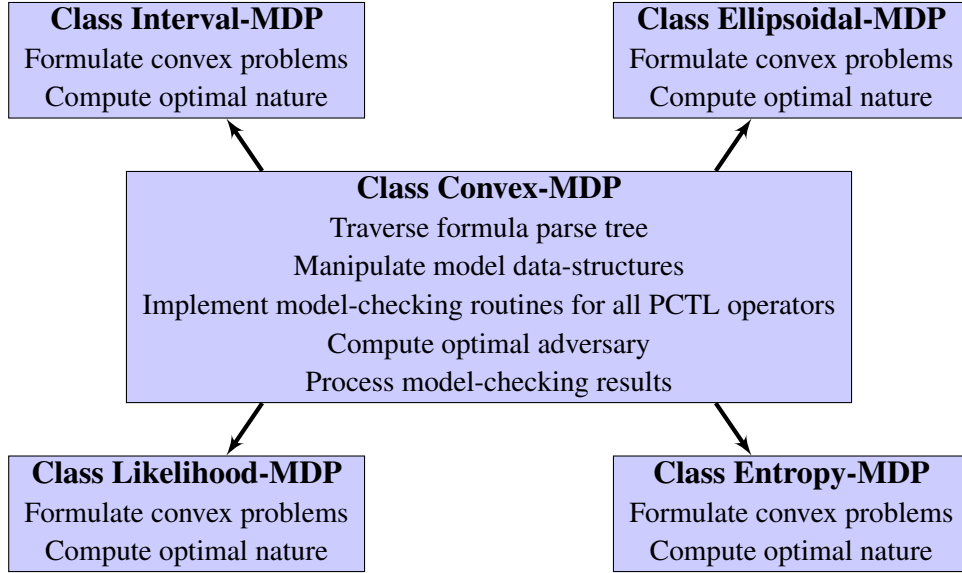 Class Interval-MDP
Formulate convex problems
Compute optimal nature
Class Ellipsoidal-MDP
Formulate convex problems
Compute optimal nature
Class Convex-MDP
Traverse formula parse tree
Manipulate model data-structures
Implement model-checking routines for all PCTL operators
Compute optimal adversary
Process model-checking results
Class Likelihood-MDP
Formulate convex problems
Compute optimal nature
Class Entropy-MDP
Formulate convex problems
Compute optimal nature